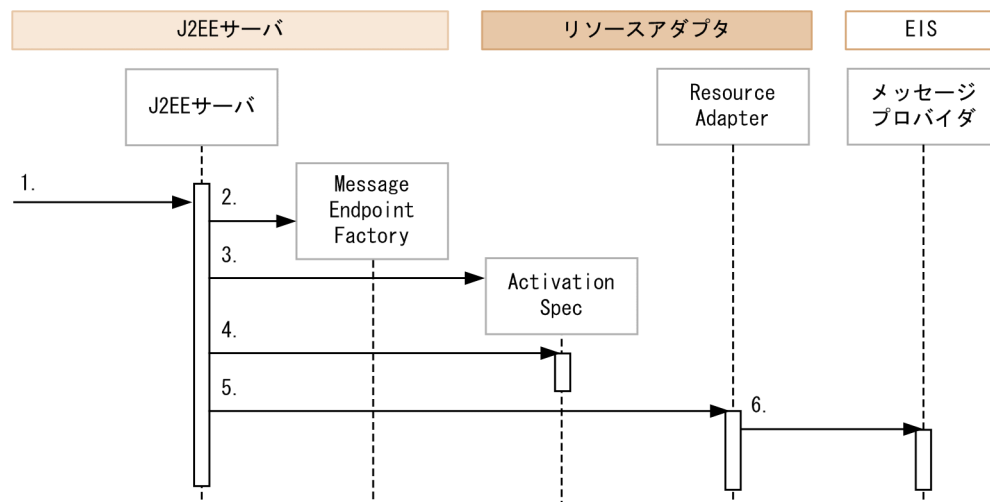 J2EEサーバ
リソースアダプタ
EIS
J2EEサーバ
Resource
Adapter
メッセージ
プロバイダ
1.
2.
Message
Endpoint
Factory
3.
Activation
Spec
4.
5.
6.